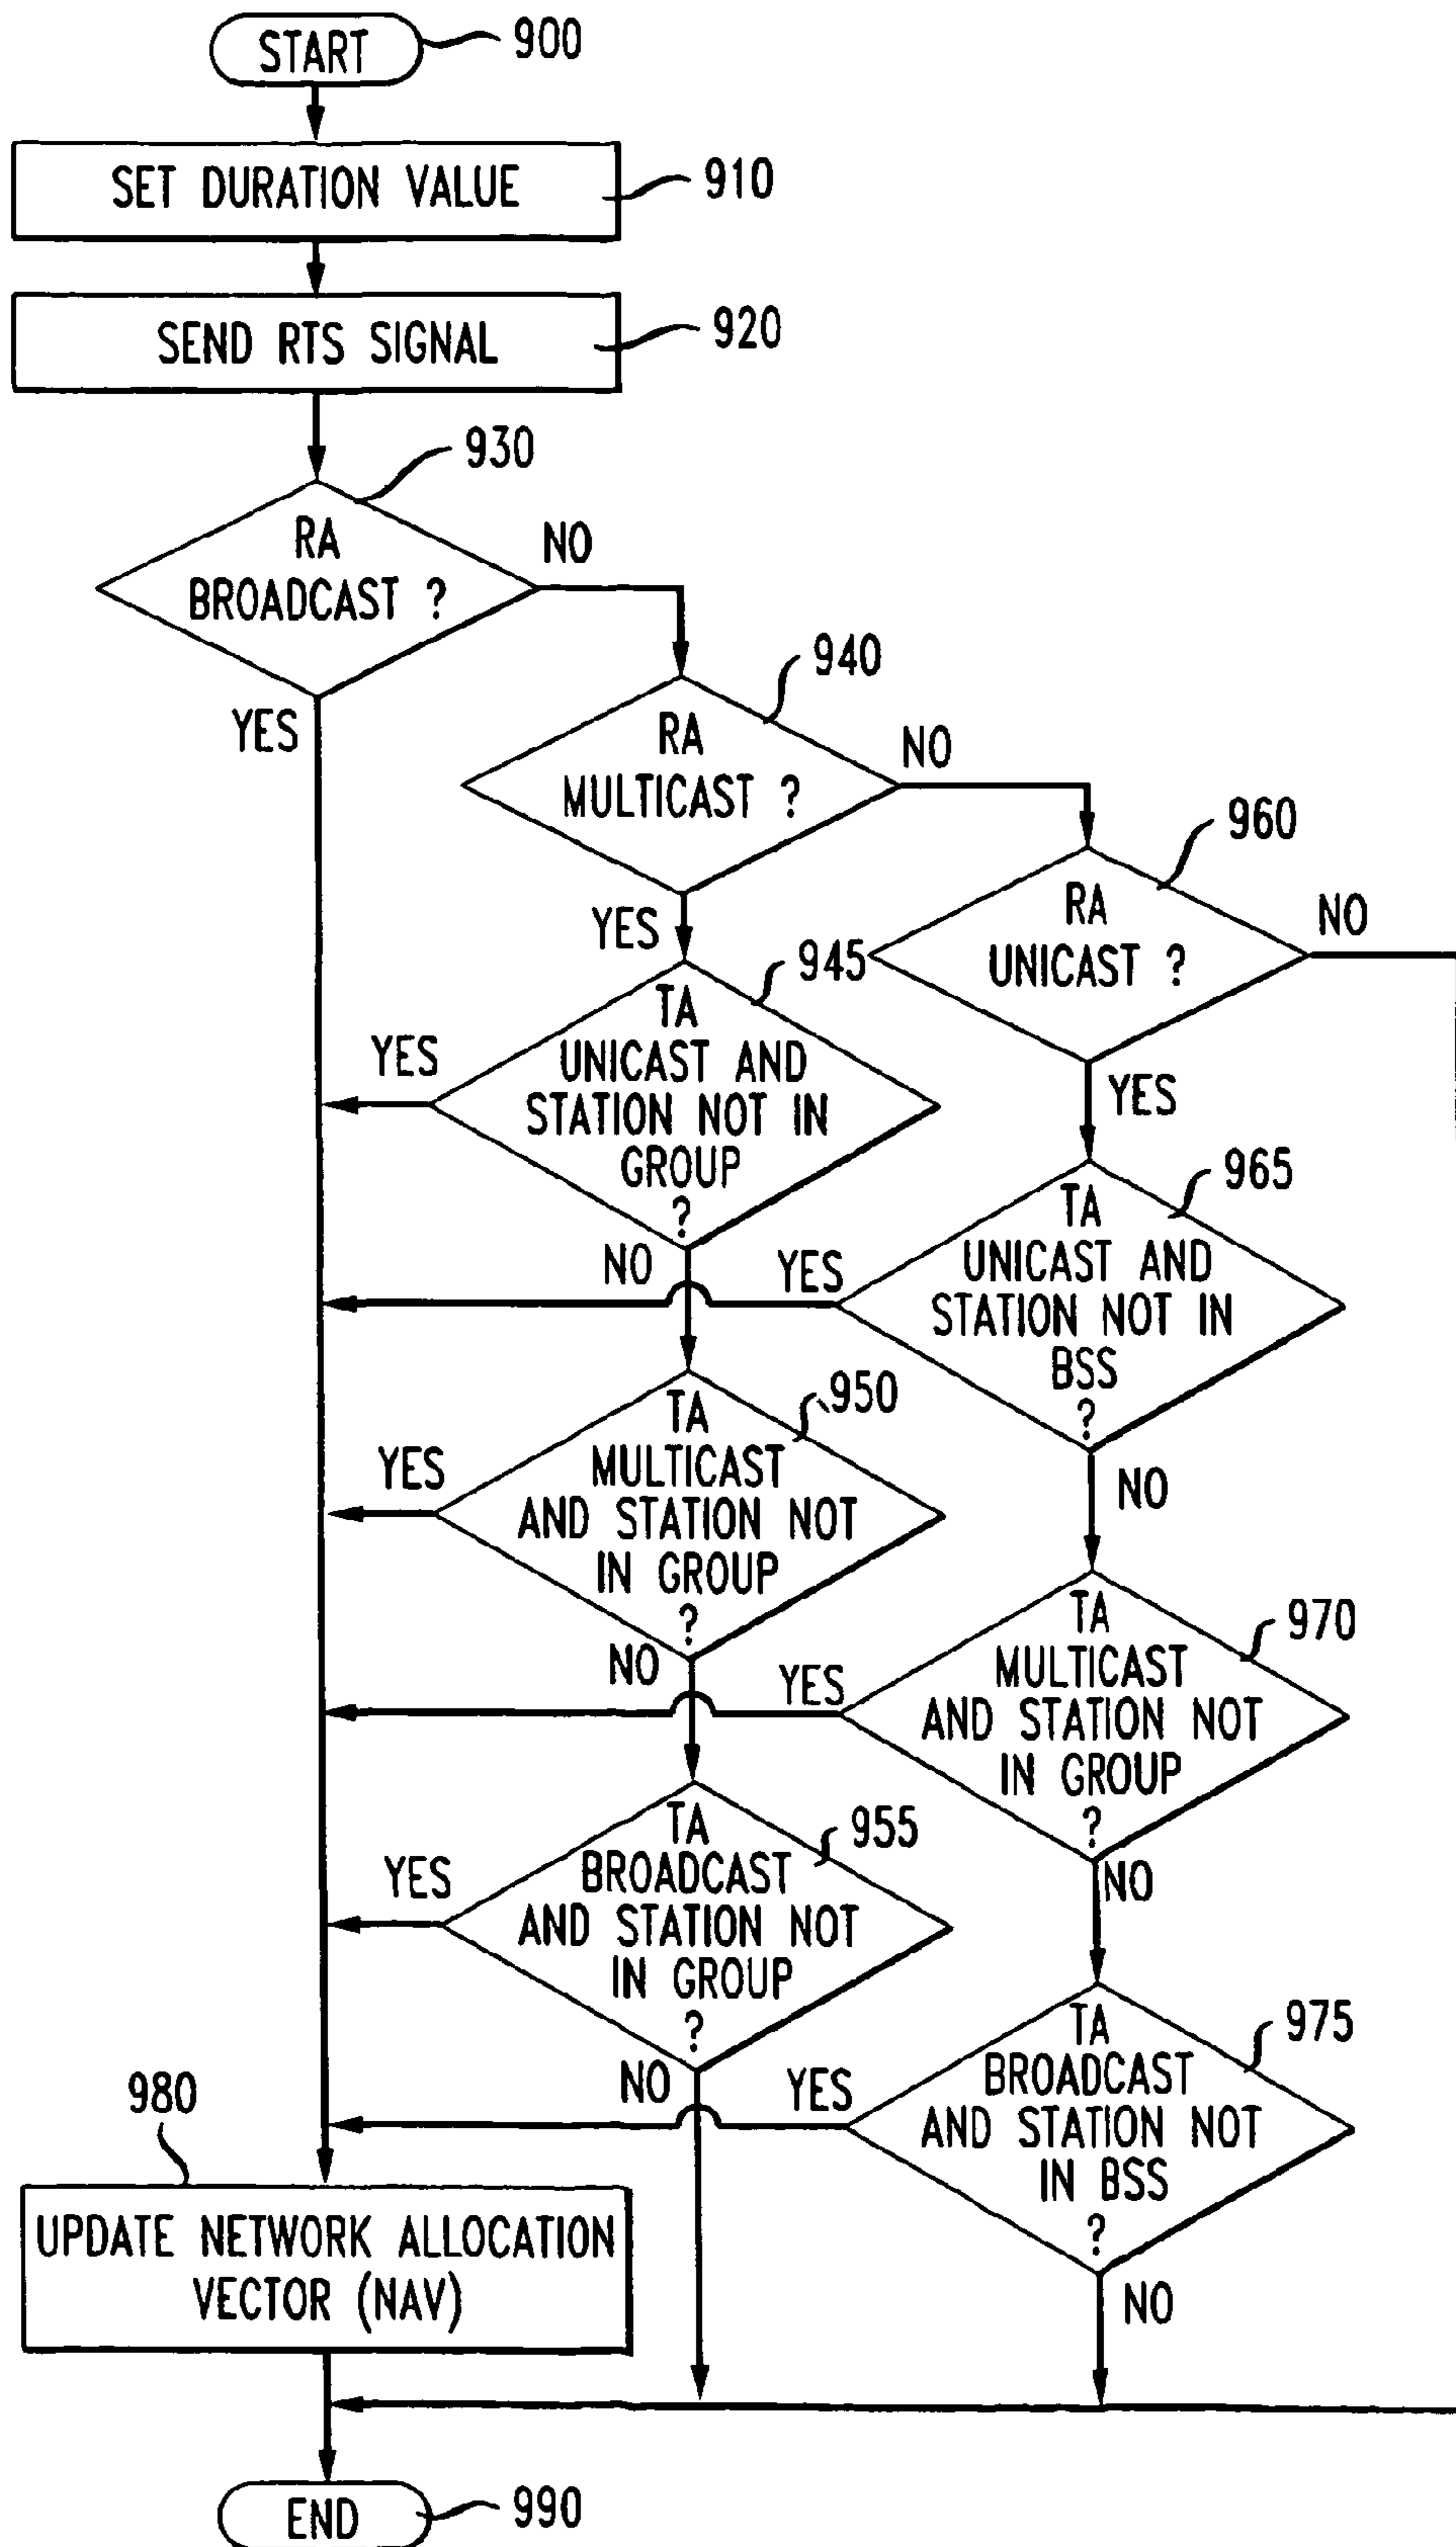 START
900
SET DURATION VALUE
910
SEND RTS SIGNAL
920
930
RA
BROADCAST ?
NO
YES
940
RA
MULTICAST ?
NO
YES
960
RA
UNICAST ?
NO
YES
945
TA
UNICAST AND
STATION NOT IN
GROUP
?
YES
NO
965
TA
UNICAST AND
STATION NOT IN
BSS
?
YES
NO
950
TA
MULTICAST
AND STATION NOT
IN GROUP
?
YES
NO
970
TA
MULTICAST
AND STATION NOT
IN GROUP
?
YES
NO
955
TA
BROADCAST
AND STATION NOT
IN GROUP
?
YES
NO
975
TA
BROADCAST
AND STATION NOT
IN BSS
?
YES
NO
980
UPDATE NETWORK ALLOCATION
VECTOR (NAV)
END
990